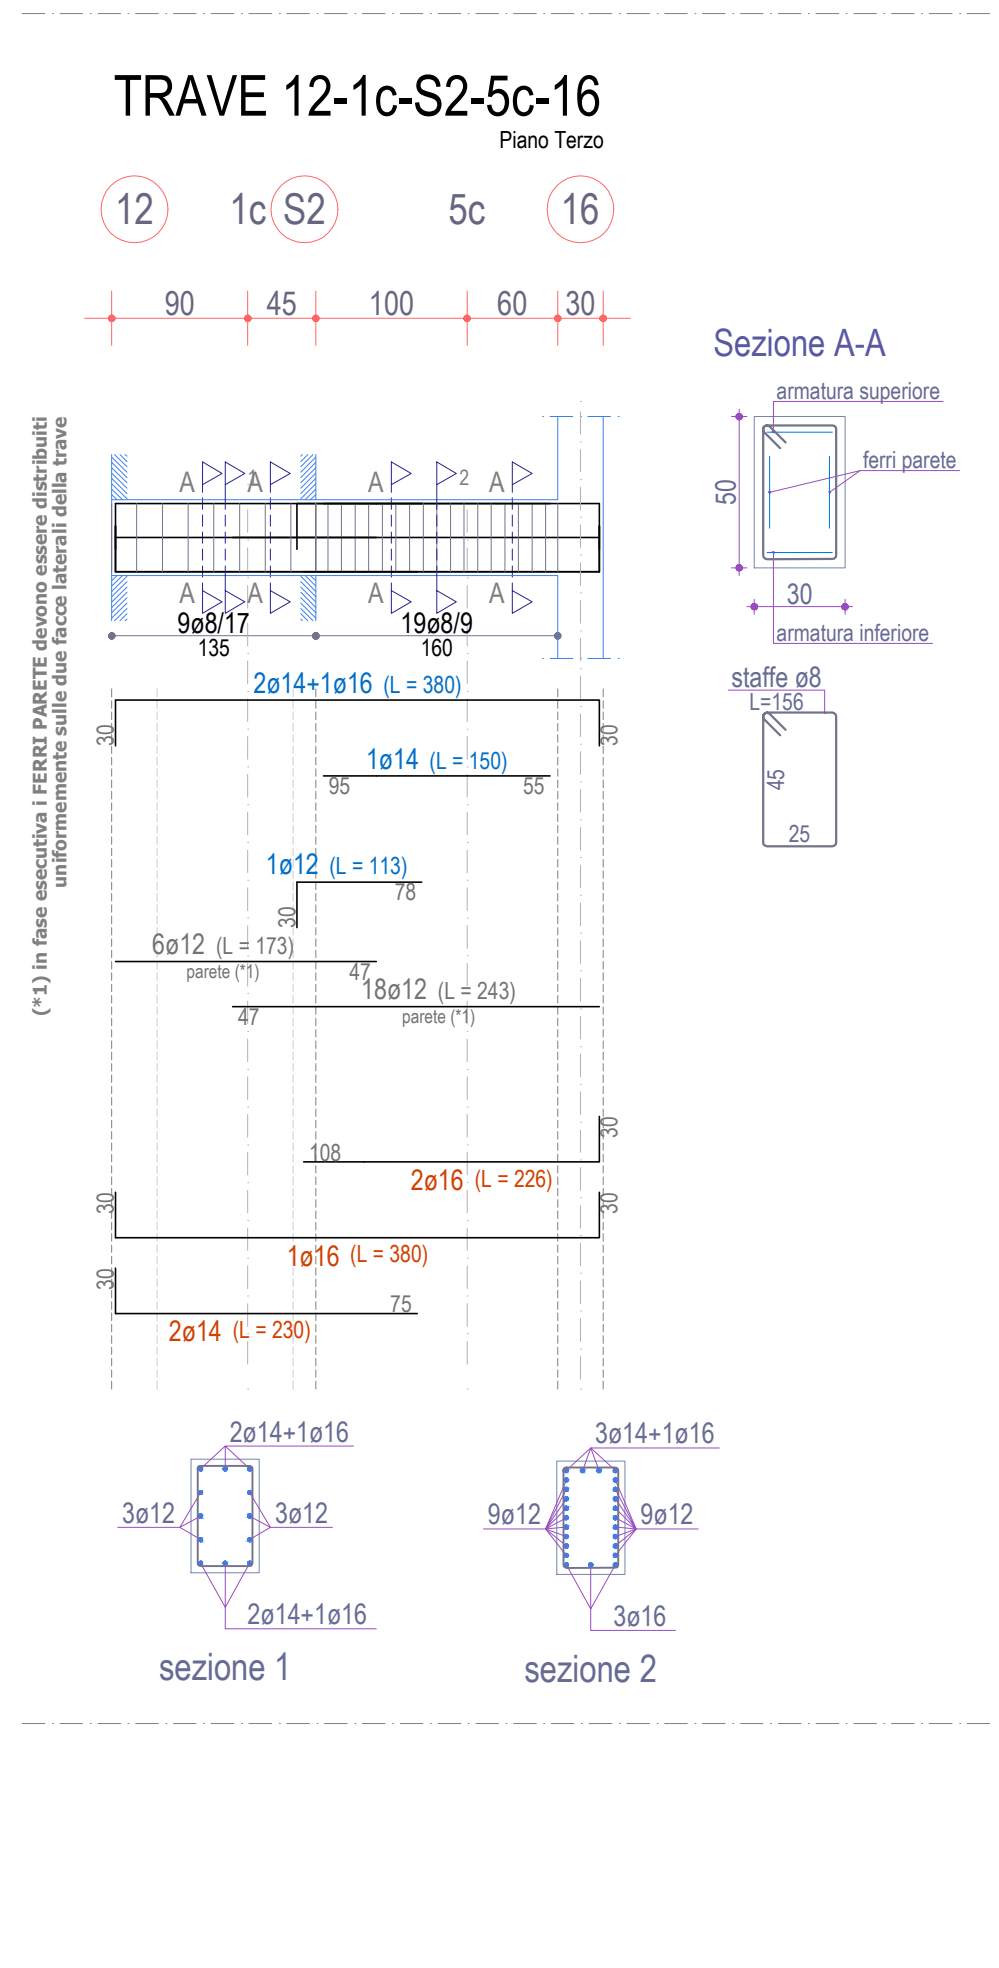 TRAVE 12-1c-S2-5c-16
Piano Terzo
12 1c S2 5c 16
90 45 100 60 30
Sezione A-A
armatura superiore
ferri parete
50
30
armatura inferiore
(*1) in fase esecutiva i FERRI PARETE devono essere distribuiti
uniformemente sulle due facce laterali della trave
A 1 A A 2 A
A A A A
9ø8/17 19ø8/9
135 160
staffe ø8
L=156
45
25
2ø14+1ø16 (L = 380)
30 30
1ø14 (L = 150)
95 55
1ø12 (L = 113)
78
30
6ø12 (L = 173)
parete (*1) 47
18ø12 (L = 243)
47 parete (*1)
30
108
2ø16 (L = 226)
30 30
1ø16 (L = 380)
30
75
2ø14 (L = 230)
2ø14+1ø16
3ø12 3ø12
2ø14+1ø16
sezione 1
3ø14+1ø16
9ø12 9ø12
3ø16
sezione 2